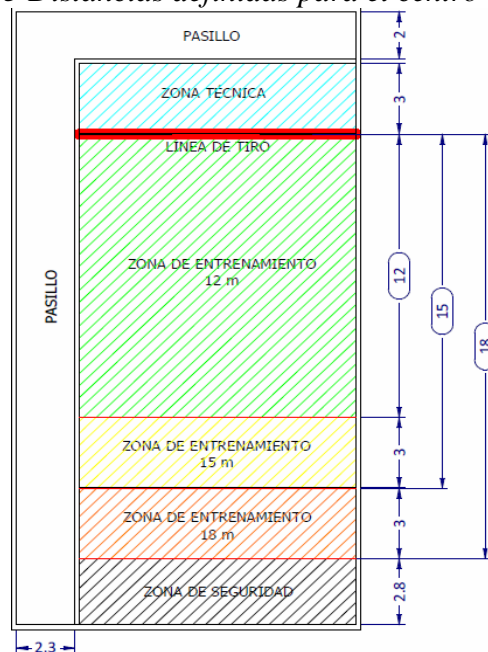 Distancias definidas para el centro
PASILLO
2
ZONA TÉCNICA
3
LINEA DE TIRO
ZONA DE ENTRENAMIENTO
12 m
PASILLO
12
15
18
ZONA DE ENTRENAMIENTO
15 m
3
ZONA DE ENTRENAMIENTO
18 m
3
ZONA DE SEGURIDAD
2.8
2.3